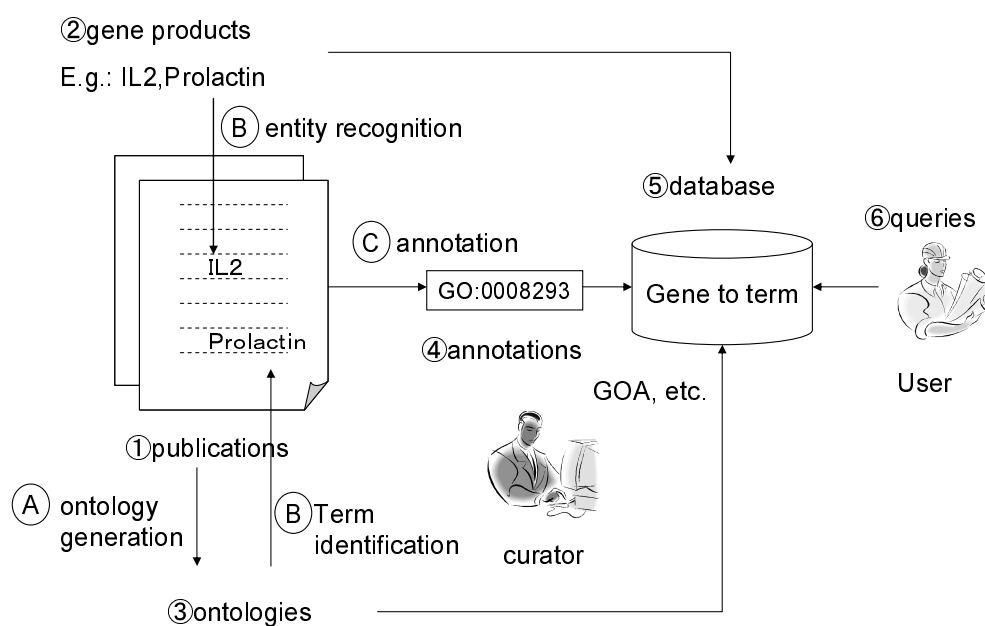 ②gene products
E.g.: IL2,Prolactin
B entity recognition
⑤database
⑥queries
C annotation
IL2
GO:0008293
Gene to term
Prolactin
④annotations
GOA, etc.
User
①publications
A ontology
generation
B Term
identification
curator
③ontologies